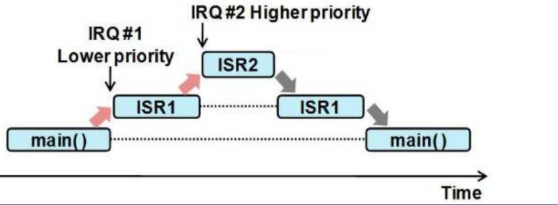 IRQ #2 Higher priority
IRQ #1
Lower priority
ISR2
ISR1
ISR1
main()
main()
Time